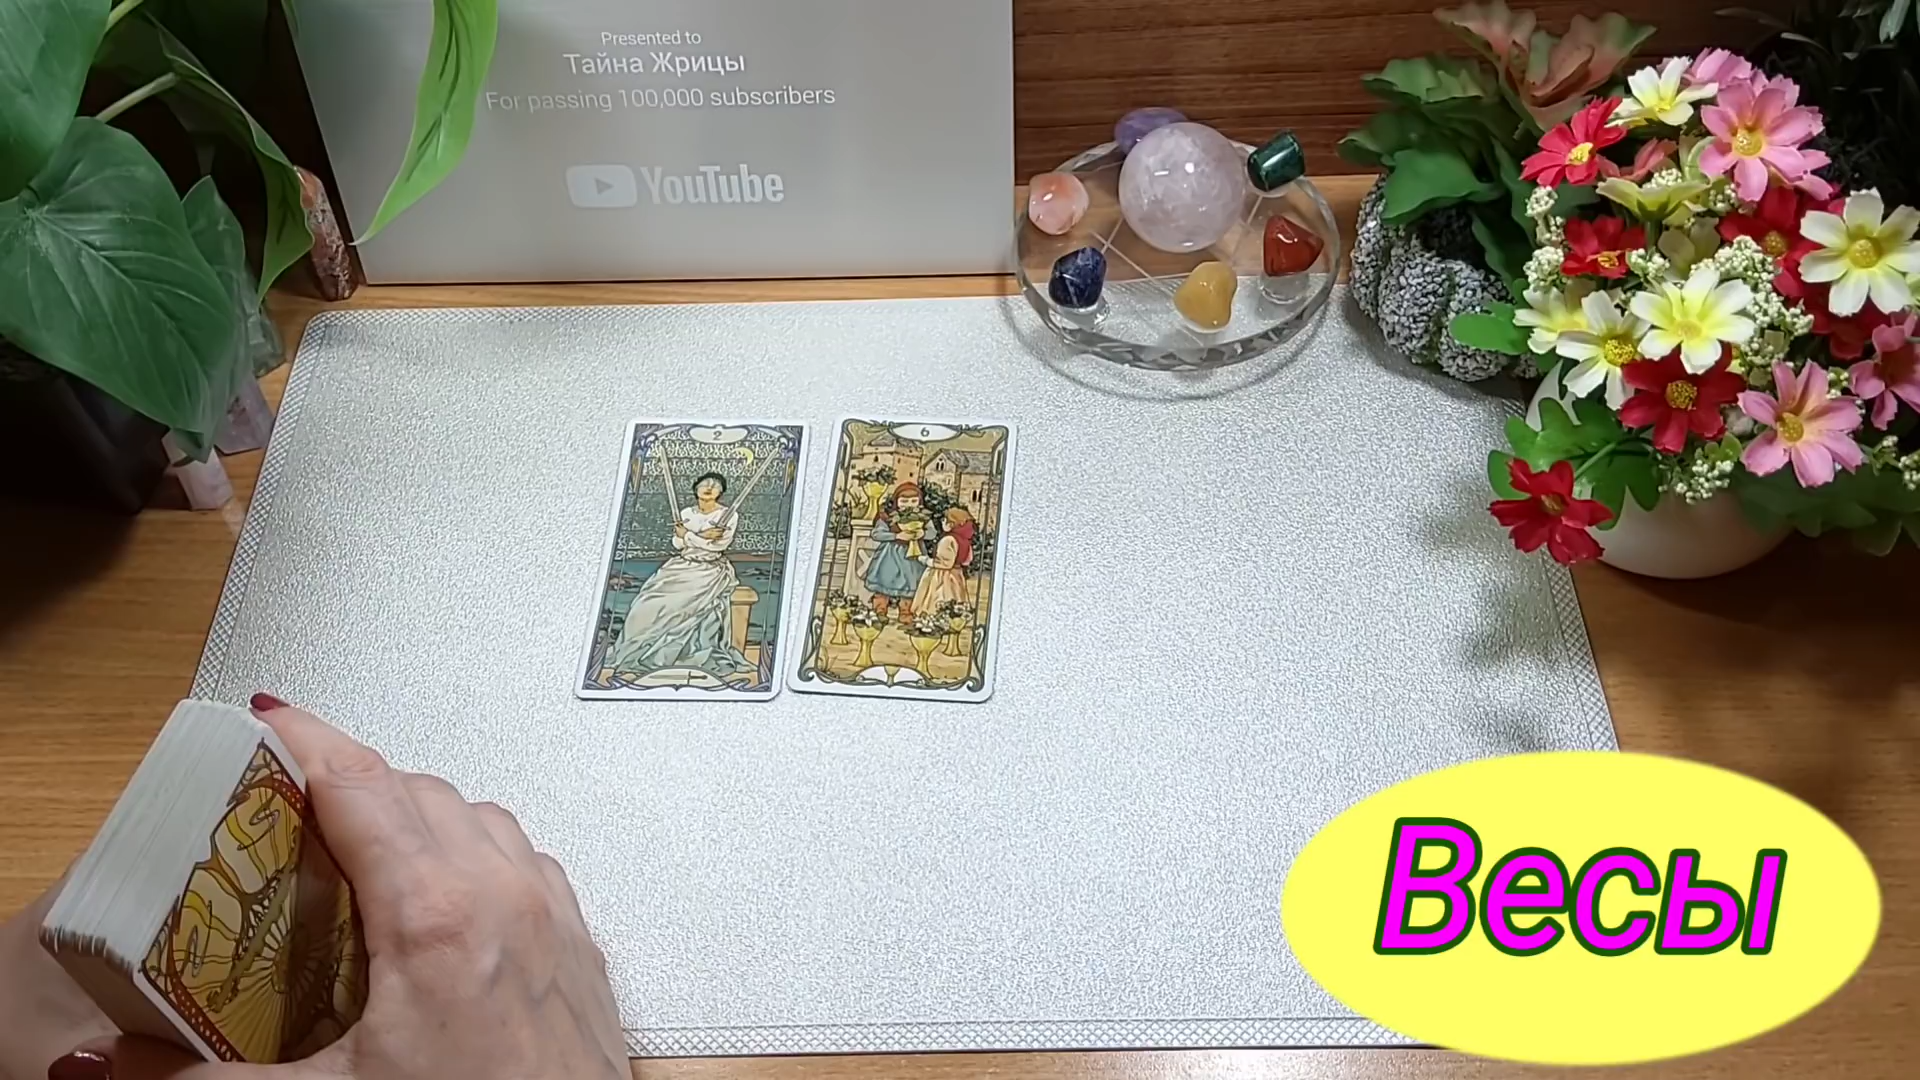 Presented to
Тайна Жрицы
For passing 100,000 subscribers
YouTube
2
6
Весы